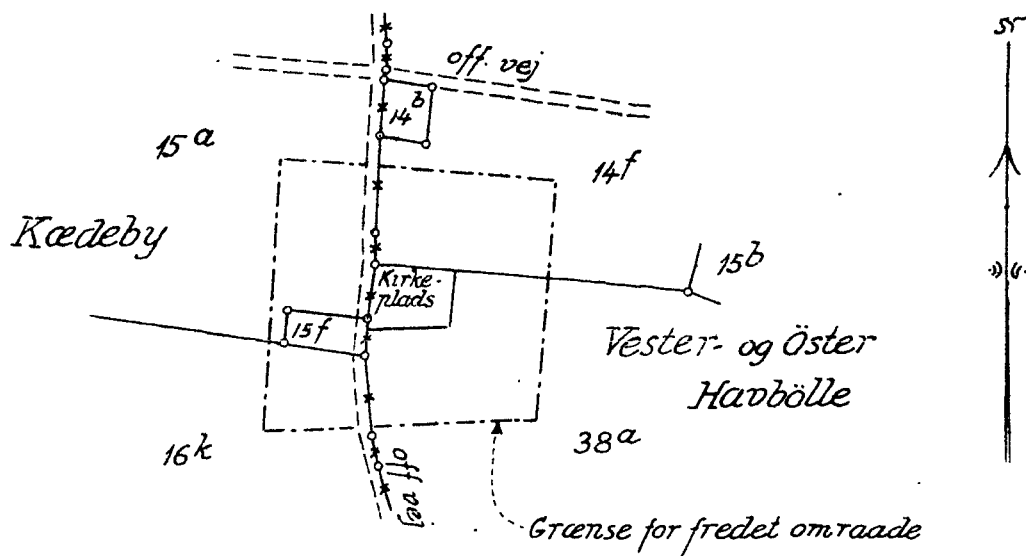 off. vej
14 b
15 a
14 f
Kædeby
15 b
Kirke-
plads
15 f
Vester- og Öster
Havbölle
16 k
38 a
off vej
Grænse for fredet omraade